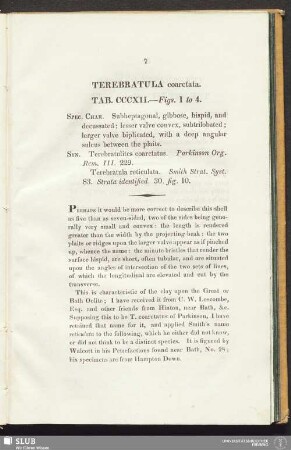 7
TEREBRATULA coarctata.
TAB. CCCXII.—Figs. 1 to 4.
Spec. Char. Subheptagonal, gibbose, hispid, and
decussated; lesser valve convex, subtrilobated;
larger valve biplicated, with a deep angular
sulcus between the plaits.
Syn. Terebratulites coarctatus. Parkinson Org.
Rem. III. 229.
Terebratula reticulata. Smith Strat. Syst.
83. Strata identified. 30. fig. 10.
Perhaps it would be more correct to describe this shell
as five than as seven-sided, two of the sides being gene-
rally very small and convex: the length is rendered
greater than the width by the projecting beak: the two
plaits or ridges upon the larger valve appear as if pinched
up, whence the name: the minute bristles that render the
surface hispid, are short, often tubular, and are situated
upon the angles of intersection of the two sets of lines,
of which the longitudinal are elevated and cut by the
transverse.
This is characteristic of the clay upon the Great or
Bath Oolite; I have received it from C. W. Loscombe,
Esq. and other friends from Hinton, near Bath, &c.
Supposing this to be T. coarctates of Parkinson, I have
retained that name for it, and applied Smith's name
reticulata to the following, which he either did not know,
or did not think to be a distinct species. It is figured by
Walcott in his Petrefactions found near Bath, No. 28;
his specimens are from Hampton Down.
SLUB
Wir führen Wissen.